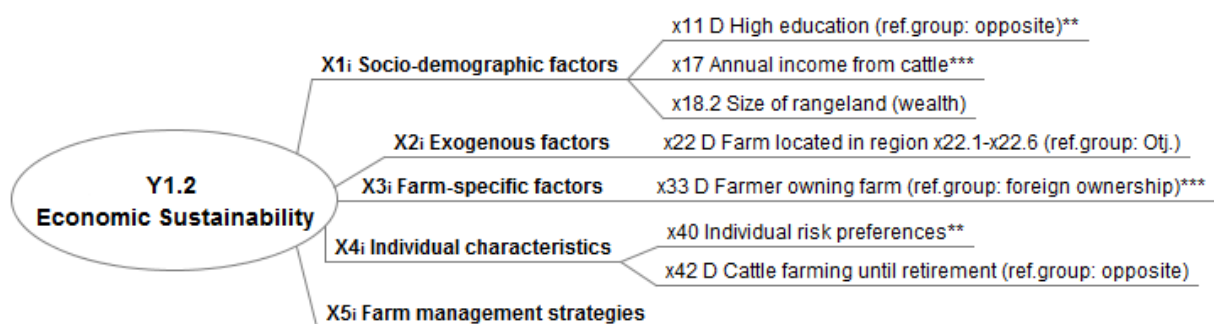 x11 D High education (ref.group: opposite)**
X1i Socio-demographic factors
x17 Annual income from cattle***
x18.2 Size of rangeland (wealth)
X2i Exogenous factors
x22 D Farm located in region x22.1-x22.6 (ref.group: Otj.)
Y1.2
Economic Sustainability
X3i Farm-specific factors
x33 D Farmer owning farm (ref.group: foreign ownership)***
X4i Individual characteristics
x40 Individual risk preferences**
x42 D Cattle farming until retirement (ref.group: opposite)
X5i Farm management strategies